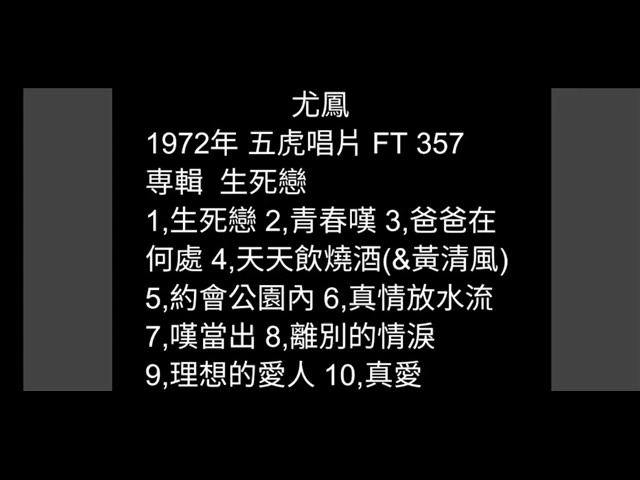 尤鳳
1972年 五虎唱片 FT 357
專輯 生死戀
1,生死戀 2,青春嘆 3,爸爸在
何處 4,天天飲燒酒(&黃清風)
5,約會公園內 6,真情放水流
7,嘆當出 8,離別的情淚
9,理想的愛人 10,真愛